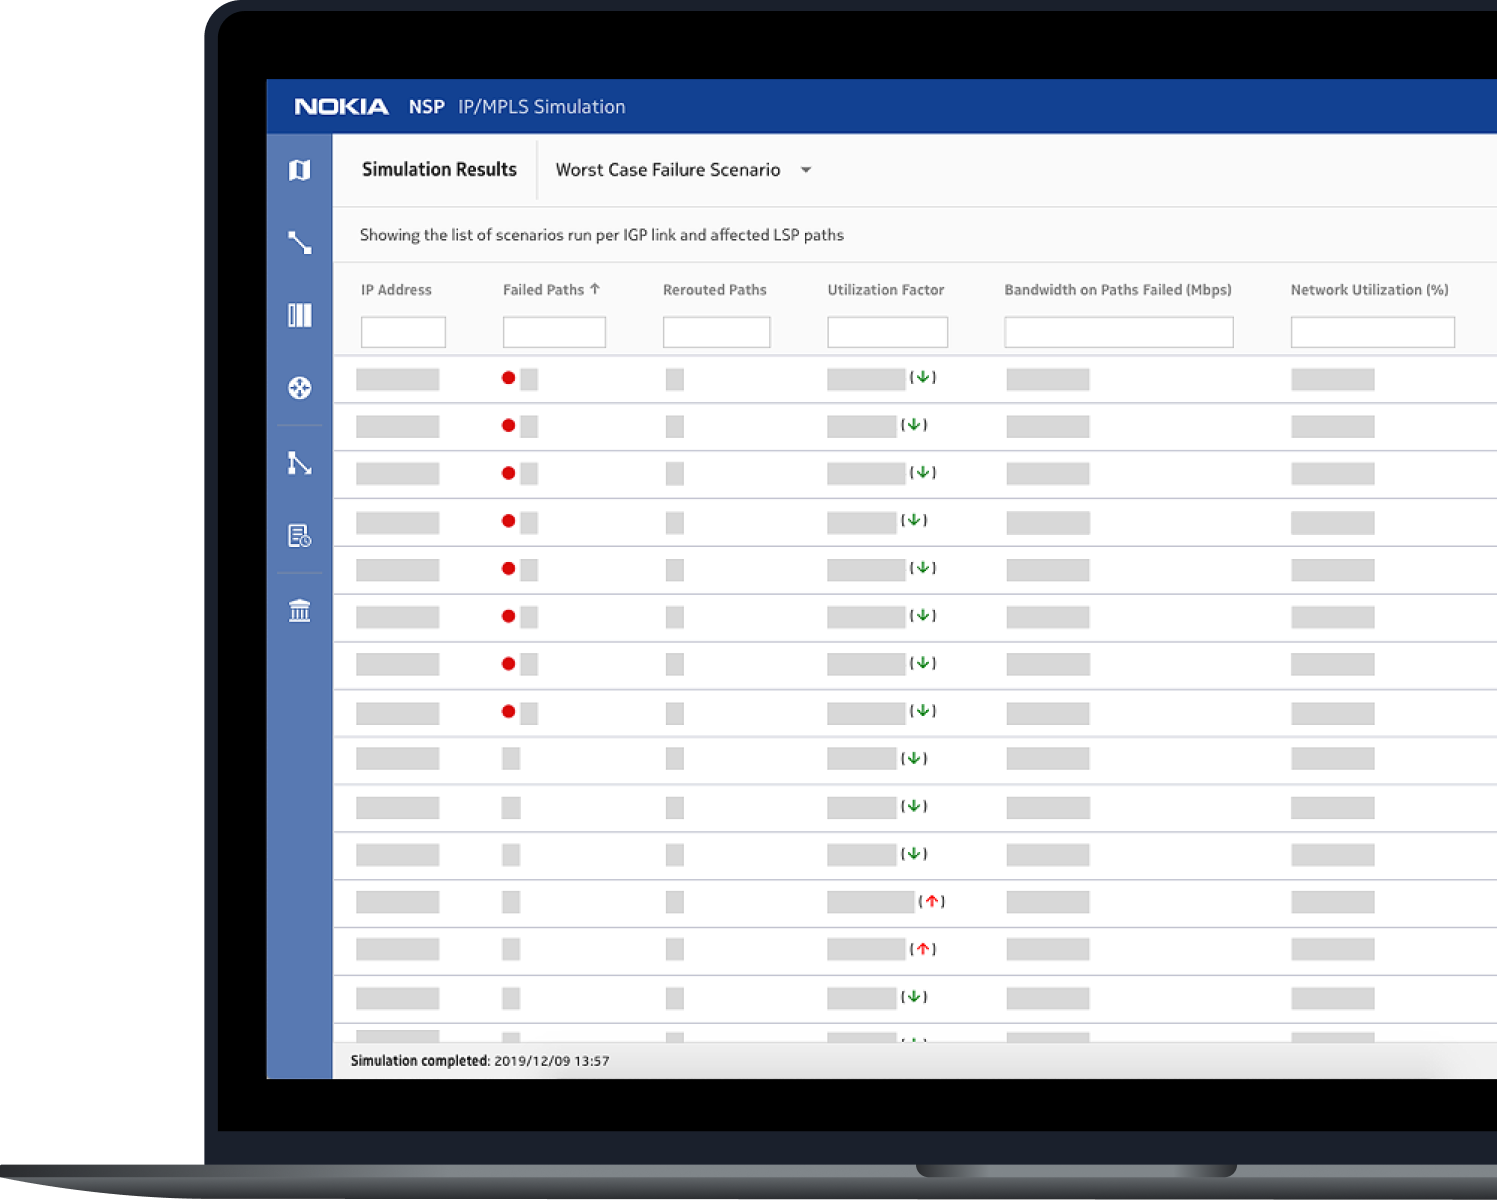 NOKIA NSP IP/MPLS Simulation
Simulation Results Worst Case Failure Scenario
Showing the list of scenarios run per IGP link and affected LSP paths
IP Address Failed Paths ↑ Rerouted Paths Utilization Factor Bandwidth on Paths Failed (Mbps) Network Utilization (%)
(↓)
(↓)
(↓)
(↓)
(↓)
(↓)
(↓)
(↓)
(↓)
(↓)
(↓)
(↑)
(↑)
(↓)
Simulation completed: 2019/12/09 13:57